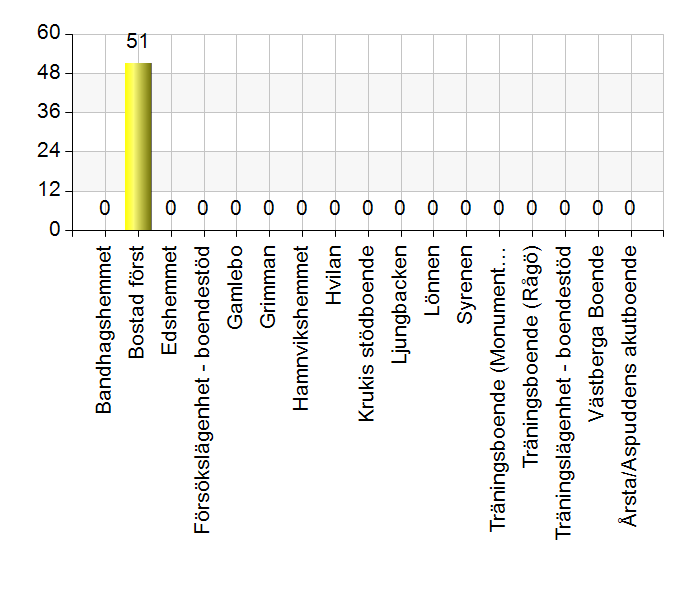 60
51
48
36
24
12
0
0 0 0 0 0 0 0 0 0 0 0 0 0 0 0 0
Bandhagshemmet
Bostad först
Edshemmet
Försökslägenhet - boendestöd
Gamlebo
Grimman
Hamnvikshemmet
Hvilan
Krukis stödboende
Ljungbacken
Lönnen
Syrenen
Träningsboende (Monument....
Träningsboende (Rågö)
Träningslägenhet - boendestöd
Västberga Boende
Årsta/Aspuddens akutboende